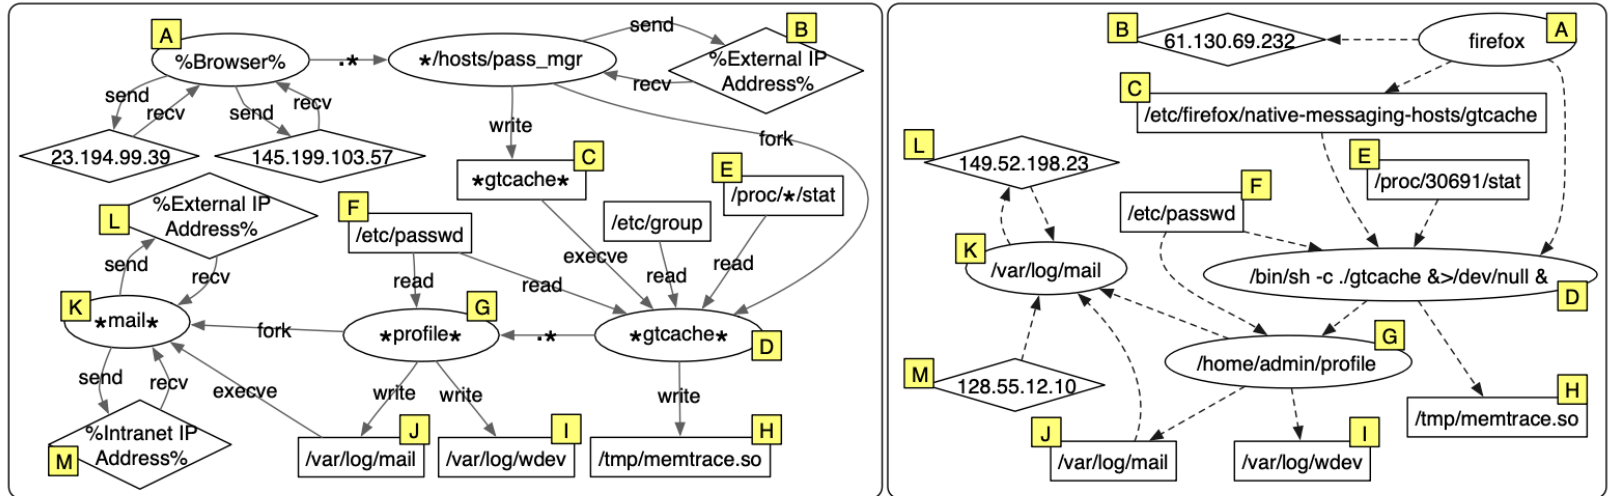 A
%Browser%
.*
*/hosts/pass_mgr
send
recv
B
%External IP
Address%
send
recv
send
recv
23.194.99.39
145.199.103.57
write
fork
C
*gtcache*
E
/proc/*/stat
F
/etc/passwd
/etc/group
L
%External IP
Address%
send
recv
read
read
execve
read
read
K
*mail*
fork
G
*profile*
.*
*gtcache*
D
send
recv
execve
write
write
write
M
%Intranet IP
Address%
J
/var/log/mail
I
/var/log/wdev
H
/tmp/memtrace.so
B
61.130.69.232
firefox
A
C
/etc/firefox/native-messaging-hosts/gtcache
L
149.52.198.23
E
/proc/30691/stat
F
/etc/passwd
K
/var/log/mail
/bin/sh -c ./gtcache &>/dev/null &
D
G
/home/admin/profile
M
128.55.12.10
H
/tmp/memtrace.so
J
/var/log/mail
I
/var/log/wdev